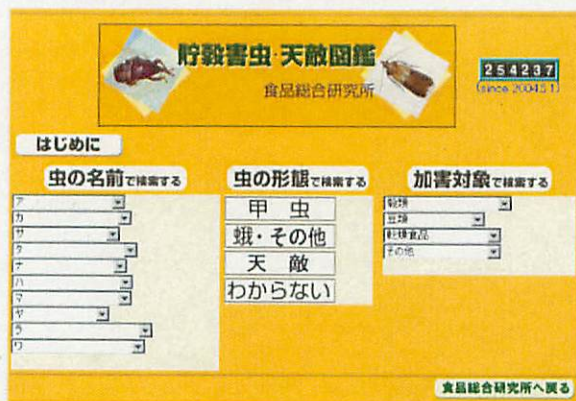 貯穀害虫・天敵図鑑
食品総合研究所
254237
(since 2004.5.1)
はじめに
虫の名前で検索する
虫の形態で検索する
加害対象で検索する
ア
カ
サ
タ
ナ
ハ
マ
ヤ
ラ
ワ
甲虫
蛾・その他
天敵
わからない
穀類
豆類
乾燥食品
その他
食品総合研究所へ戻る